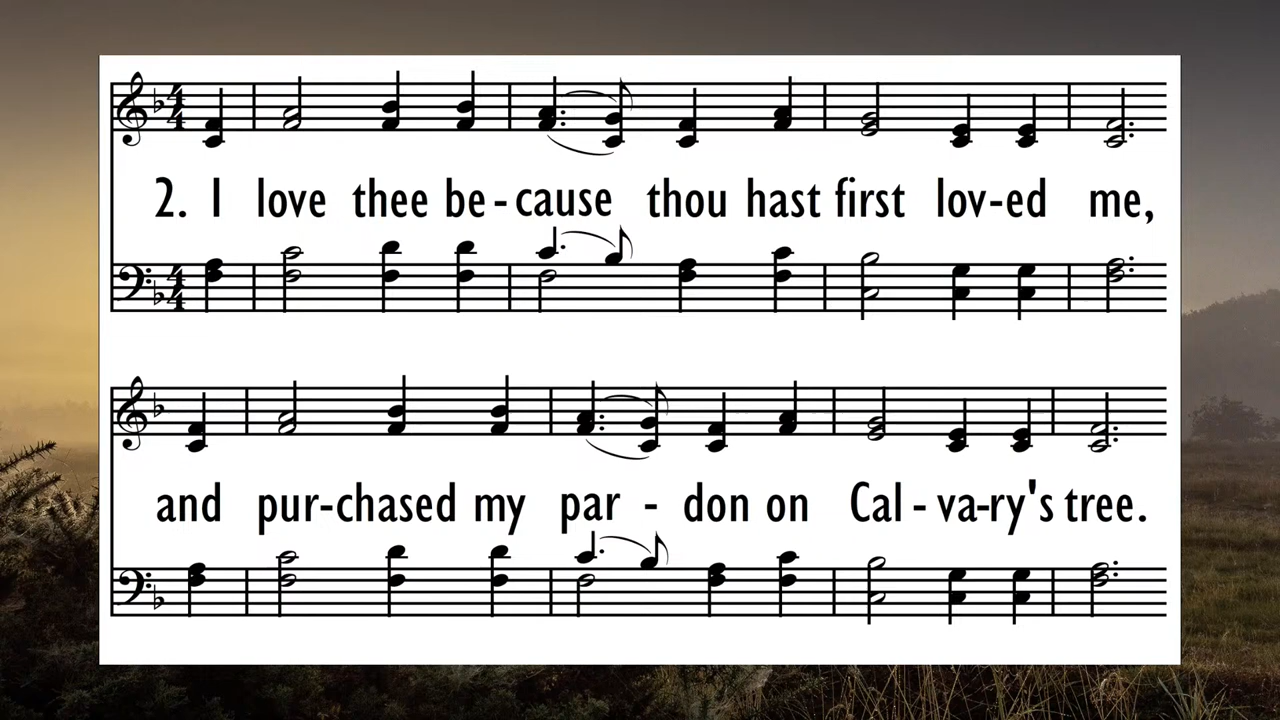 2. I love thee be-cause thou hast first lov-ed me,
and pur-chased my par - don on Cal - va-ry's tree.